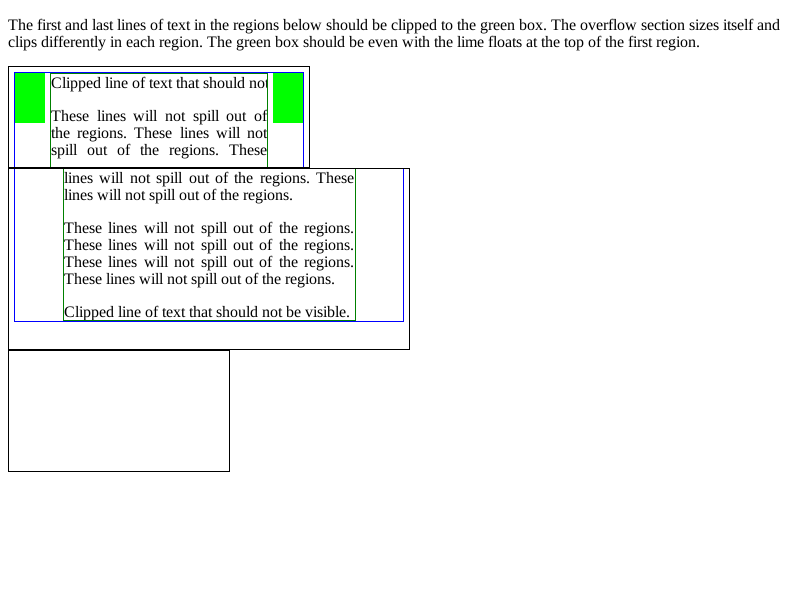 The first and last lines of text in the regions below should be clipped to the green box. The overflow section sizes itself and
clips differently in each region. The green box should be even with the lime floats at the top of the first region.
Clipped line of text that should not
These lines will not spill out of
the regions. These lines will not
spill out of the regions. These
lines will not spill out of the regions. These
lines will not spill out of the regions.
These lines will not spill out of the regions.
These lines will not spill out of the regions.
These lines will not spill out of the regions.
These lines will not spill out of the regions.
Clipped line of text that should not be visible.